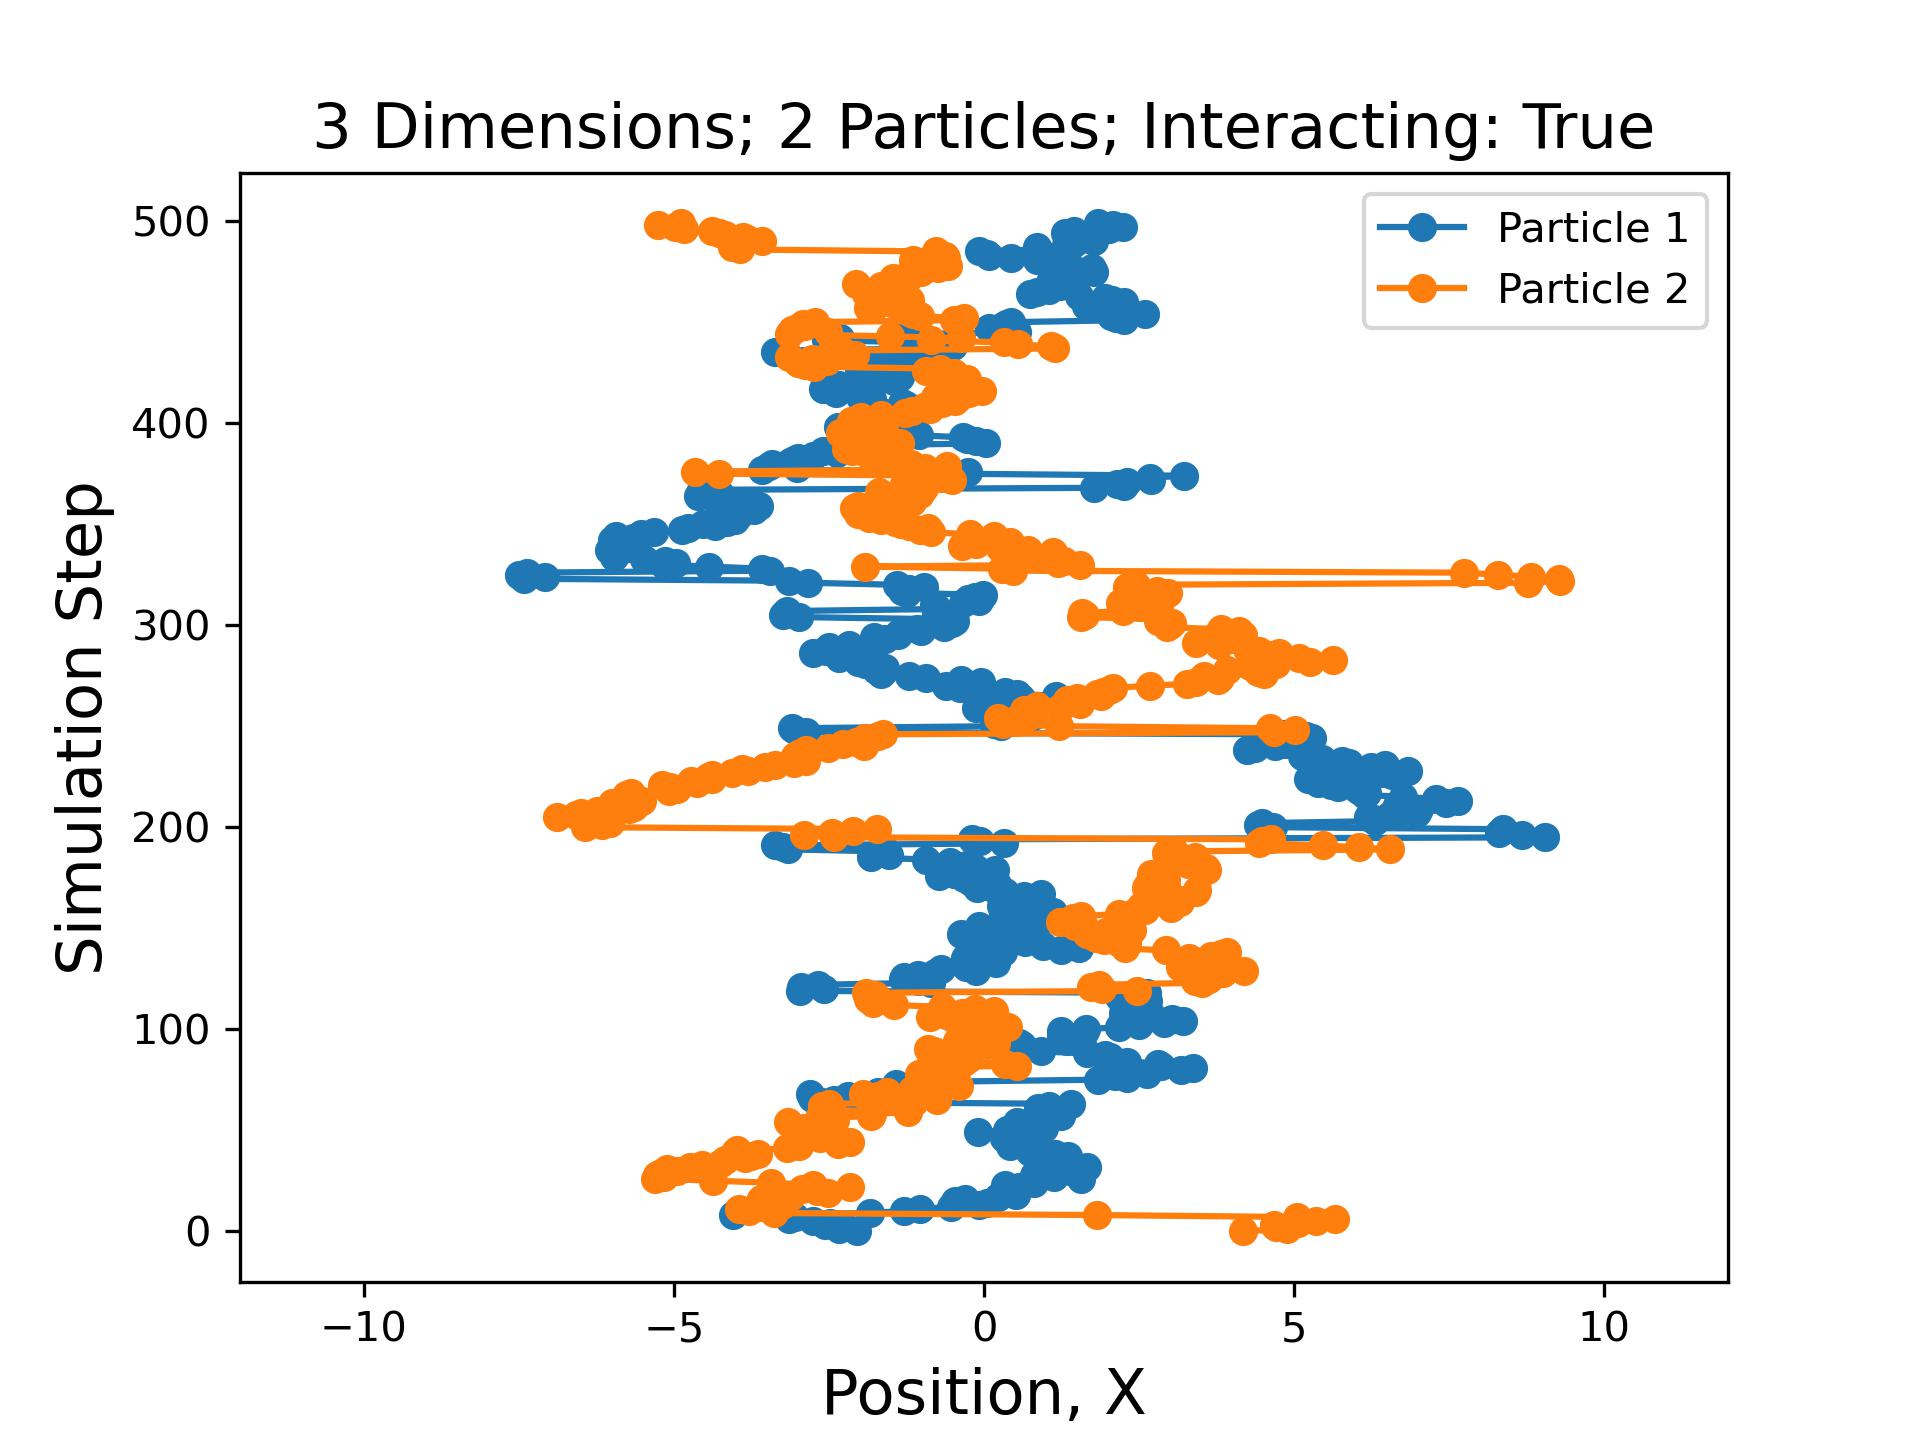 3 Dimensions; 2 Particles; Interacting: True
Particle 1
Particle 2
Simulation Step
500
400
300
200
100
0
−10
−5
0
5
10
Position, X